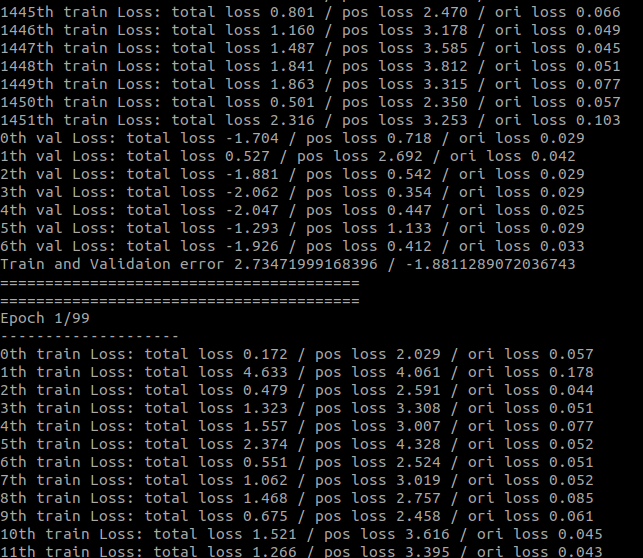 1445th train Loss: total loss 0.801 / pos loss 2.470 / ori loss 0.066
1446th train Loss: total loss 1.160 / pos loss 3.178 / ori loss 0.049
1447th train Loss: total loss 1.487 / pos loss 3.585 / ori loss 0.045
1448th train Loss: total loss 1.841 / pos loss 3.812 / ori loss 0.051
1449th train Loss: total loss 1.863 / pos loss 3.315 / ori loss 0.077
1450th train Loss: total loss 0.501 / pos loss 2.350 / ori loss 0.057
1451th train Loss: total loss 2.316 / pos loss 3.253 / ori loss 0.103
0th val Loss: total loss -1.704 / pos loss 0.718 / ori loss 0.029
1th val Loss: total loss 0.527 / pos loss 2.692 / ori loss 0.042
2th val Loss: total loss -1.881 / pos loss 0.542 / ori loss 0.029
3th val Loss: total loss -2.062 / pos loss 0.354 / ori loss 0.029
4th val Loss: total loss -2.047 / pos loss 0.447 / ori loss 0.025
5th val Loss: total loss -1.293 / pos loss 1.133 / ori loss 0.029
6th val Loss: total loss -1.926 / pos loss 0.412 / ori loss 0.033
Train and Validaion error 2.73471999168396 / -1.8811289072036743
========================================
========================================
Epoch 1/99
--------------------
0th train Loss: total loss 0.172 / pos loss 2.029 / ori loss 0.057
1th train Loss: total loss 4.633 / pos loss 4.061 / ori loss 0.178
2th train Loss: total loss 0.479 / pos loss 2.591 / ori loss 0.044
3th train Loss: total loss 1.323 / pos loss 3.308 / ori loss 0.051
4th train Loss: total loss 1.557 / pos loss 3.007 / ori loss 0.077
5th train Loss: total loss 2.374 / pos loss 4.328 / ori loss 0.052
6th train Loss: total loss 0.551 / pos loss 2.524 / ori loss 0.051
7th train Loss: total loss 1.062 / pos loss 3.019 / ori loss 0.052
8th train Loss: total loss 1.468 / pos loss 2.757 / ori loss 0.085
9th train Loss: total loss 0.675 / pos loss 2.458 / ori loss 0.061
10th train Loss: total loss 1.521 / pos loss 3.616 / ori loss 0.045
11th train Loss: total loss 1.266 / pos loss 3.395 / ori loss 0.043